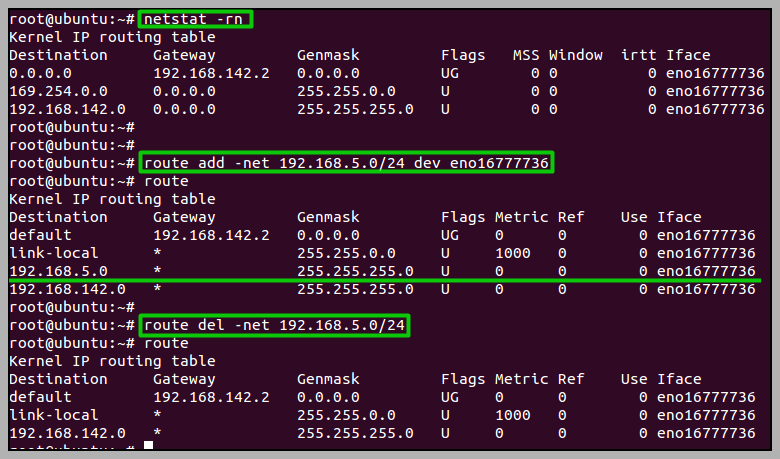 root@ubuntu:~# netstat -rn
Kernel IP routing table
Destination     Gateway         Genmask         Flags   MSS Window  irtt Iface
0.0.0.0         192.168.142.2   0.0.0.0         UG        0 0          0 eno16777736
169.254.0.0     0.0.0.0         255.255.0.0     U         0 0          0 eno16777736
192.168.142.0   0.0.0.0         255.255.255.0   U         0 0          0 eno16777736
root@ubuntu:~#
root@ubuntu:~#
root@ubuntu:~# route add -net 192.168.5.0/24 dev eno16777736
root@ubuntu:~# route
Kernel IP routing table
Destination     Gateway         Genmask         Flags Metric Ref    Use Iface
default         192.168.142.2   0.0.0.0         UG    0      0        0 eno16777736
link-local      *               255.255.0.0     U     1000   0        0 eno16777736
192.168.5.0     *               255.255.255.0   U     0      0        0 eno16777736
192.168.142.0   *               255.255.255.0   U     0      0        0 eno16777736
root@ubuntu:~#
root@ubuntu:~# route del -net 192.168.5.0/24
root@ubuntu:~# route
Kernel IP routing table
Destination     Gateway         Genmask         Flags Metric Ref    Use Iface
default         192.168.142.2   0.0.0.0         UG    0      0        0 eno16777736
link-local      *               255.255.0.0     U     1000   0        0 eno16777736
192.168.142.0   *               255.255.255.0   U     0      0        0 eno16777736
root@ubuntu:~#